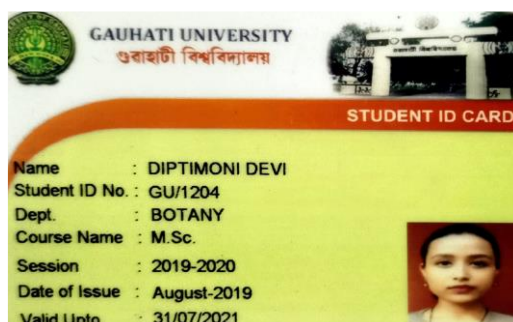 GAUHATI UNIVERSITY
গুৱাহাটী বিশ্ববিদ্যালয়
STUDENT ID CARD
Name : DIPTIMONI DEVI
Student ID No. : GU/1204
Dept. : BOTANY
Course Name : M.Sc.
Session : 2019-2020
Date of Issue : August-2019
Valid Upto : 31/07/2021